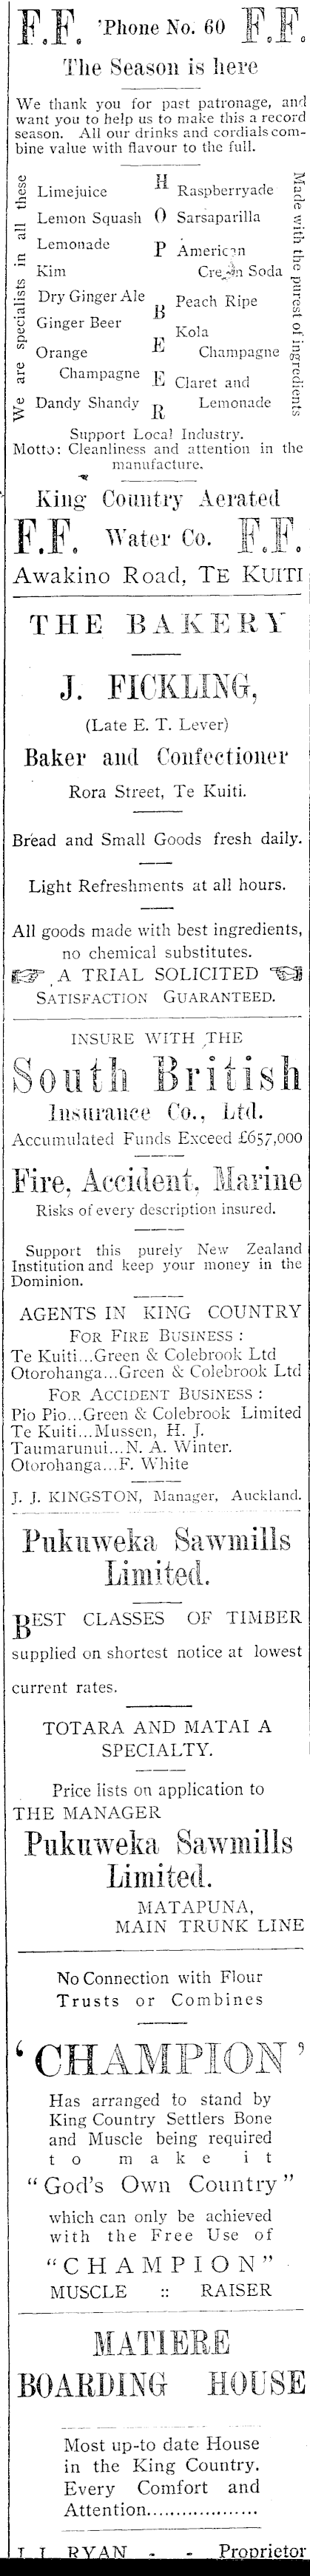 F.F. 'Phone No. 60 F.F.
The Season is here
We thank you for past patronage, and
want you to help us to make this a record
season. All our drinks and cordials com-
bine value with flavour to the full.
We are specialists in all these
Limejuice
Lemon Squash
Lemonade
Kim
Dry Ginger Ale
Ginger Beer
Orange
Champagne
Dandy Shandy
HOP BEER
Raspberryade
Sarsaparilla
American
Cream Soda
Peach Ripe
Kola
Champagne
Claret and
Lemonade
Made with the purest of ingredients
Support Local Industry.
Motto: Cleanliness and attention in the
manufacture.
King Country Aerated
F.F. Water Co. F.F.
Awakino Road, TE KUITI
THE BAKERY
J. FICKLING,
(Late E. T. Lever)
Baker and Confectioner
Rora Street, Te Kuiti.
Bread and Small Goods fresh daily.
Light Refreshments at all hours.
All goods made with best ingredients,
no chemical substitutes.
A TRIAL SOLICITED
SATISFACTION GUARANTEED.
INSURE WITH THE
South British
Insurance Co., Ltd.
Accumulated Funds Exceed £657,000
Fire, Accident, Marine
Risks of every description insured.
Support this purely New Zealand
Institution and keep your money in the
Dominion.
AGENTS IN KING COUNTRY
FOR FIRE BUSINESS :
Te Kuiti...Green & Colebrook Ltd
Otorohanga...Green & Colebrook Ltd
FOR ACCIDENT BUSINESS :
Pio Pio...Green & Colebrook Limited
Te Kuiti...Mussen, H. J.
Taumarunui...N. A. Winter.
Otorohanga...F. White
J. J. KINGSTON, Manager, Auckland.
Pukuweka Sawmills
Limited.
BEST CLASSES OF TIMBER
supplied on shortest notice at lowest
current rates.
TOTARA AND MATAI A
SPECIALTY.
Price lists on application to
THE MANAGER
Pukuweka Sawmills
Limited.
MATAPUNA,
MAIN TRUNK LINE
No Connection with Flour
Trusts or Combines
'CHAMPION'
Has arranged to stand by
King Country Settlers Bone
and Muscle being required
to make it
"God's Own Country"
which can only be achieved
with the Free Use of
"CHAMPION"
MUSCLE :: RAISER
MATIERE
BOARDING HOUSE
Most up-to date House
in the King Country.
Every Comfort and
Attention...................
J. J. RYAN - - Proprietor